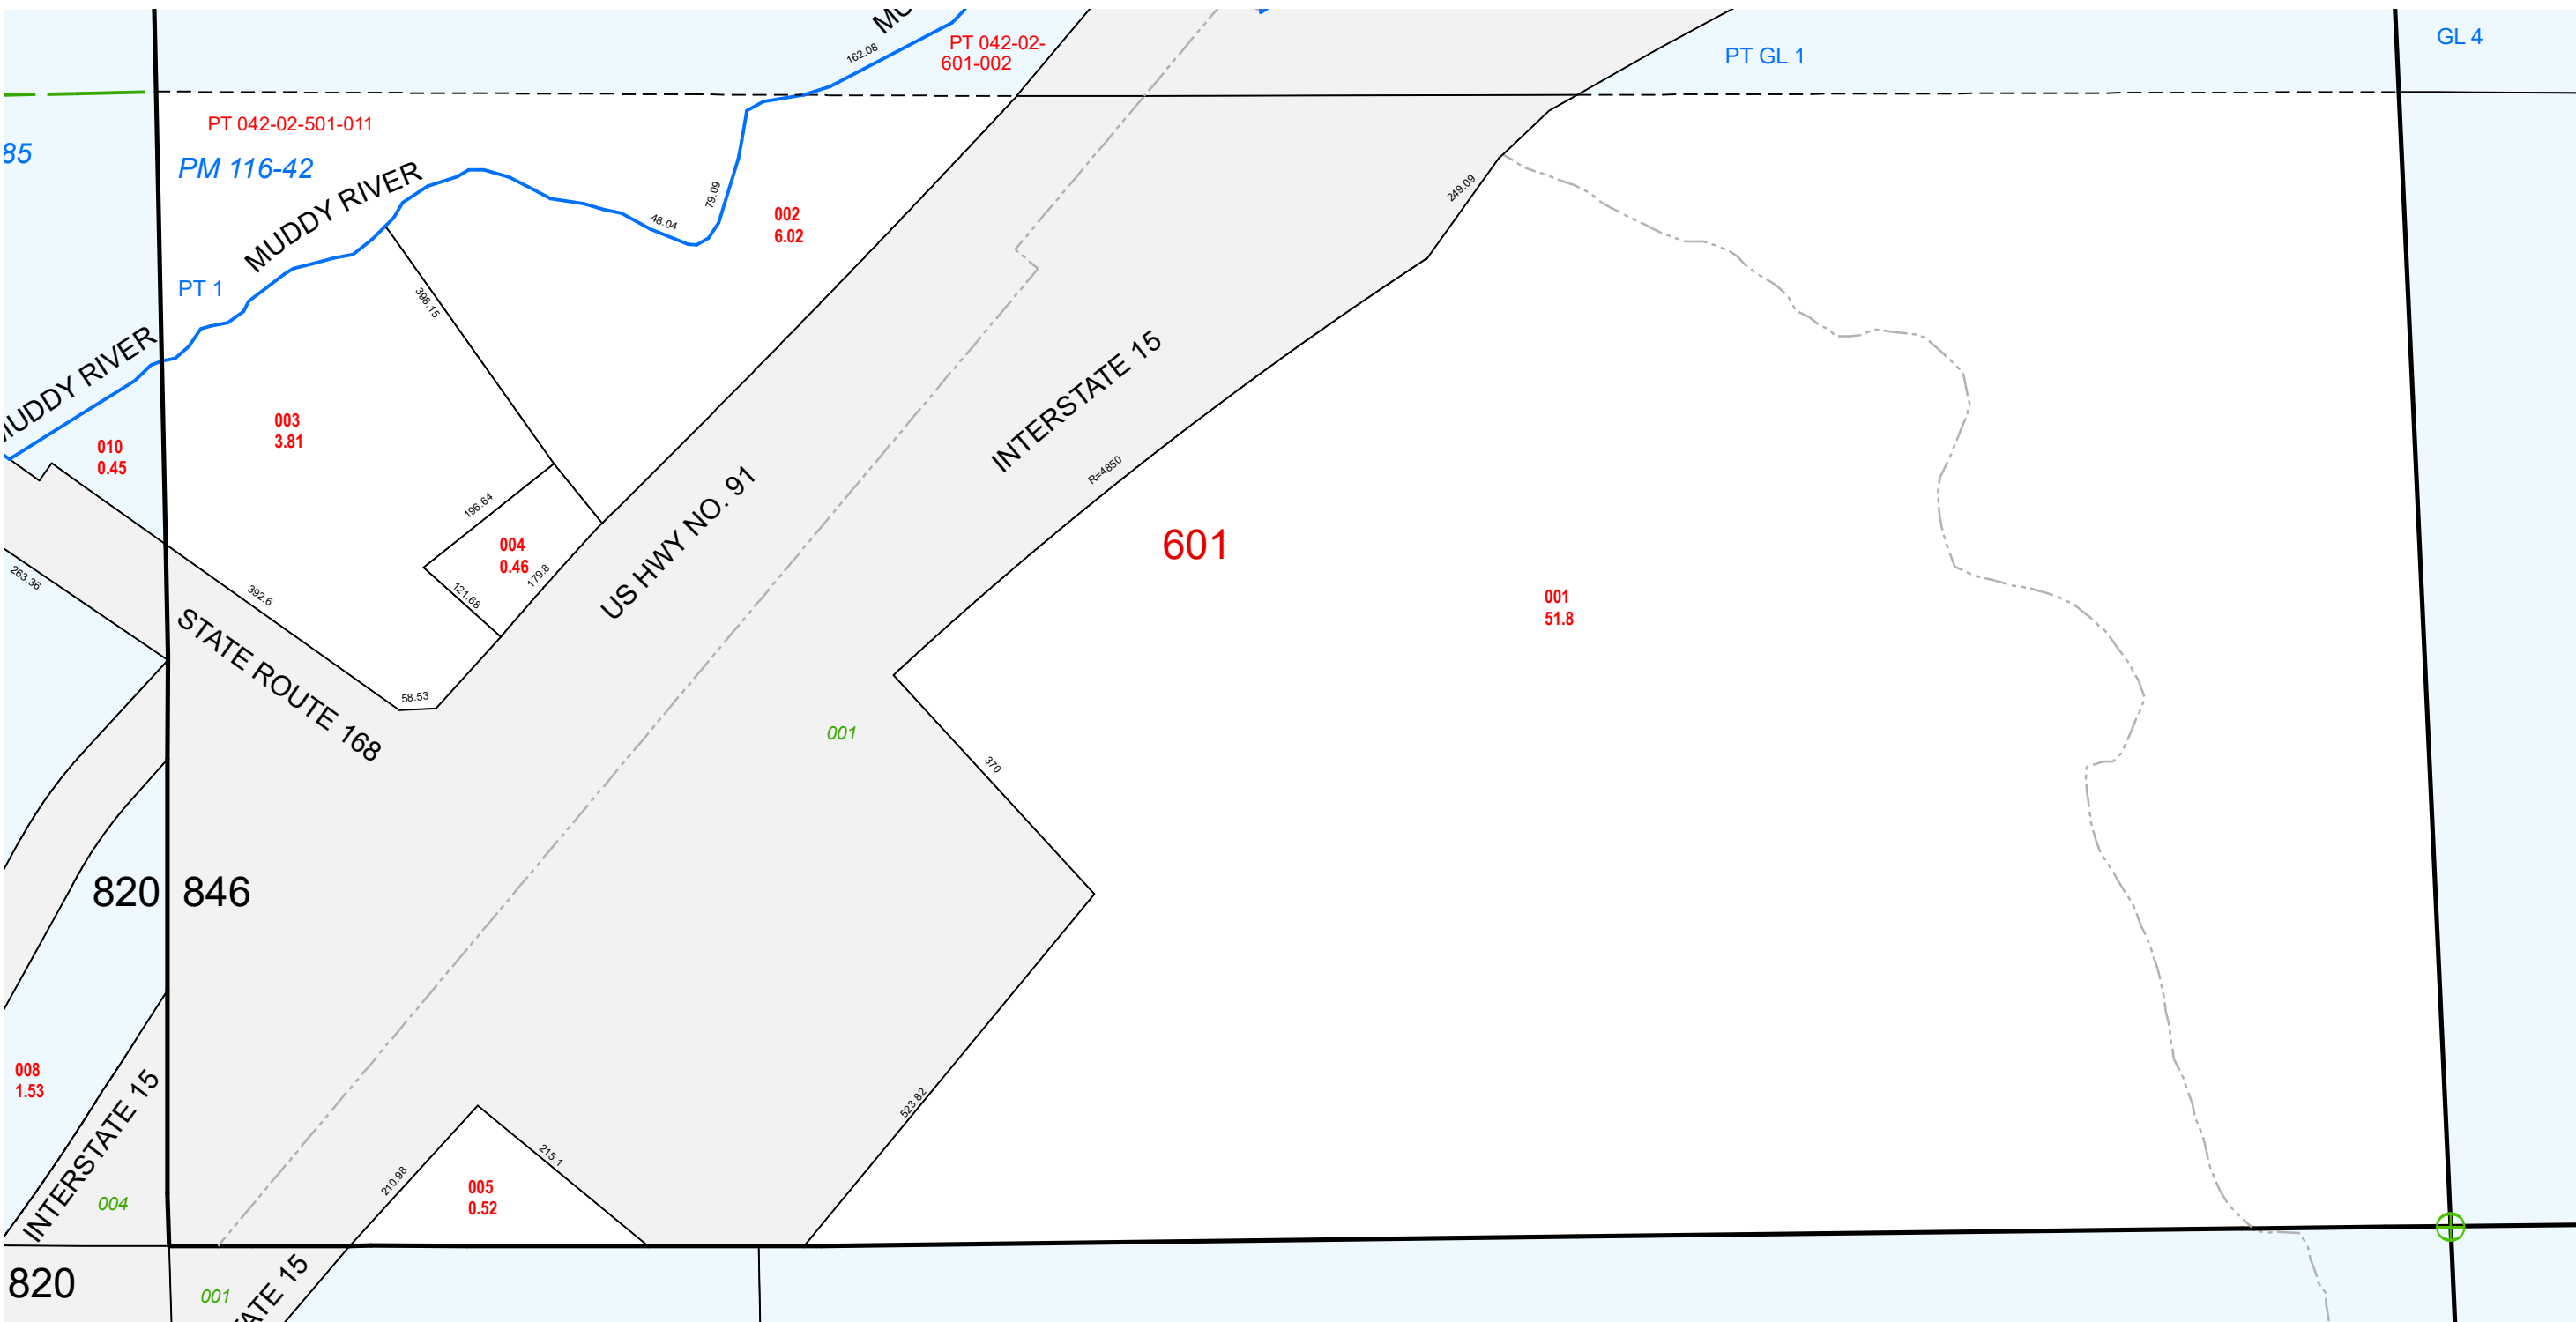 MU
162.08
PT 042-02-
601-002
PT GL 1
GL 4
PT 042-02-501-011
85
PM 116-42
MUDDY RIVER
79.09
48.04
002
6.02
249.09
PT 1
398.15
MUDDY RIVER
INTERSTATE 15
003
3.81
010
0.45
R=4850
196.64
US HWY NO. 91
004
0.46
179.8
121.68
601
263.36
392.6
001
51.8
STATE ROUTE 168
58.53
001
370
820
846
008
1.53
INTERSTATE 15
523.82
215.1
210.98
005
0.52
004
820
001
ATE 15